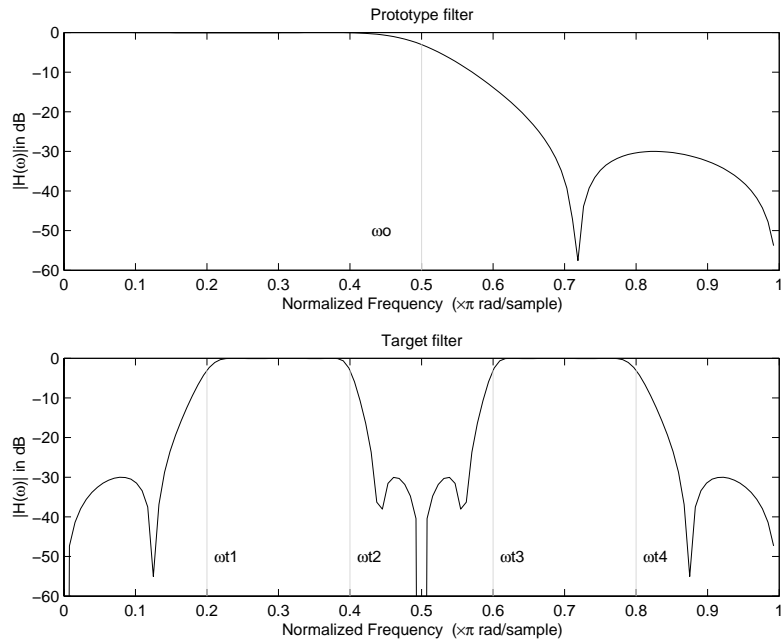 Prototype filter
|H(ω)|in dB
0
−10
−20
−30
−40
−50
−60
ωo
0 0.1 0.2 0.3 0.4 0.5 0.6 0.7 0.8 0.9 1
Normalized Frequency (×π rad/sample)
Target filter
|H(ω)| in dB
0
−10
−20
−30
−40
−50
−60
ωt1 ωt2 ωt3 ωt4
0 0.1 0.2 0.3 0.4 0.5 0.6 0.7 0.8 0.9 1
Normalized Frequency (×π rad/sample)